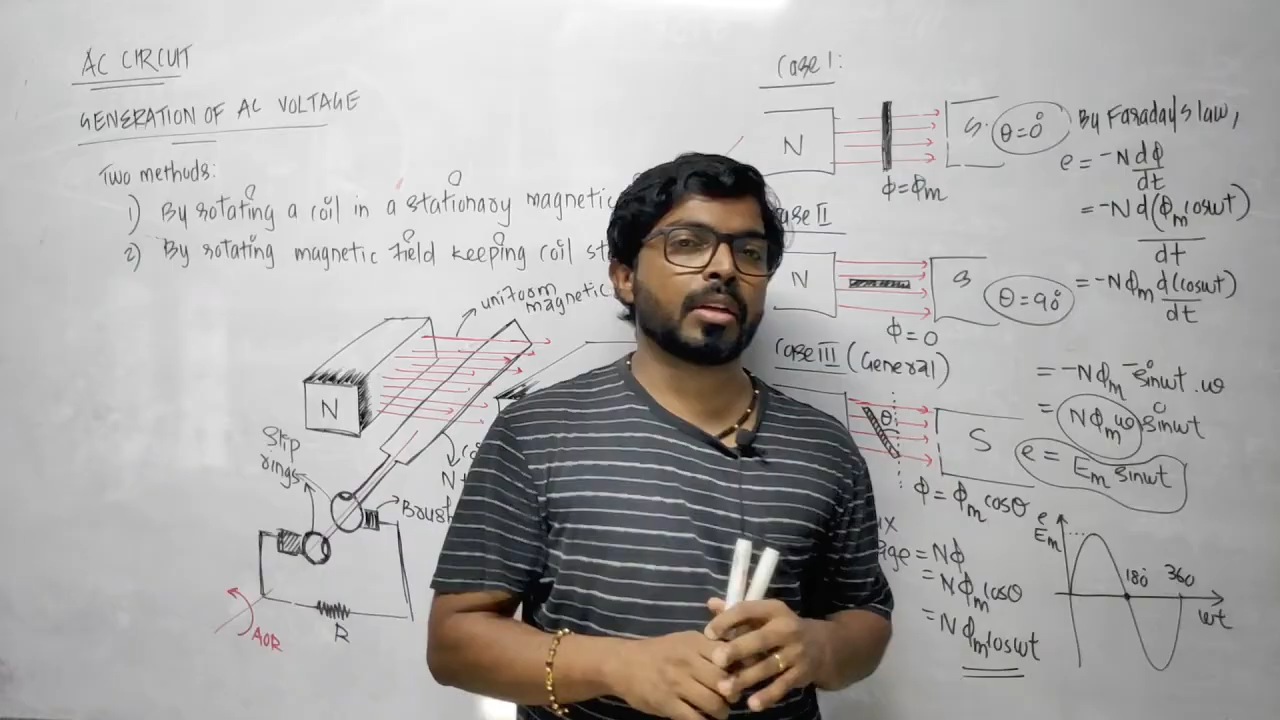 AC CIRCUIT
GENERATION OF AC VOLTAGE
Two methods:
1) By rotating a coil in a stationary magnetic
2) By rotating magnetic field keeping coil
uniform
magnetic
N
Slip
rings
N
R
AOR
Case I:
N
S
θ=0°
ϕ=ϕm
Case II
N
S
θ=90°
ϕ=0
Case III (General)
θ
S
ϕ=ϕm cosθ
= Nϕ
= Nϕm cosθ
= Nϕm cosωt
By Faraday's law,
e = -N dϕ/dt
= -N d(ϕm cosωt)/dt
= -Nϕm d(cosωt)/dt
= -Nϕm -sinωt.ω
= Nϕmω sinωt
e = Em sinωt
e
Em
180° 360
ωt